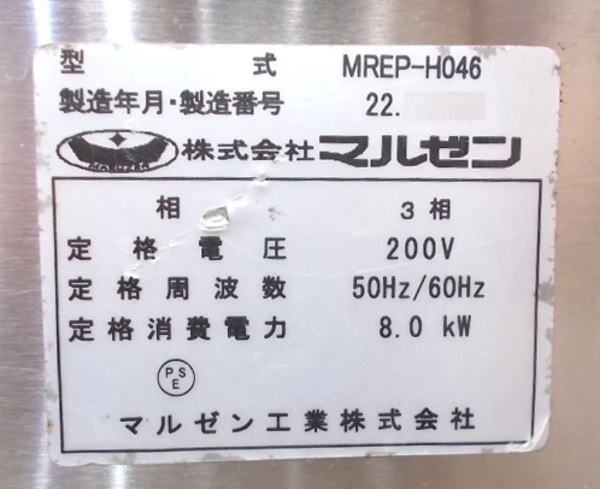 型式 MREP-H046
製造年月・製造番号 22.
MARUZEN 株式会社マルゼン
相 3相
定格電圧 200V
定格周波数 50Hz/60Hz
定格消費電力 8.0 kW
PSE
マルゼン工業株式会社